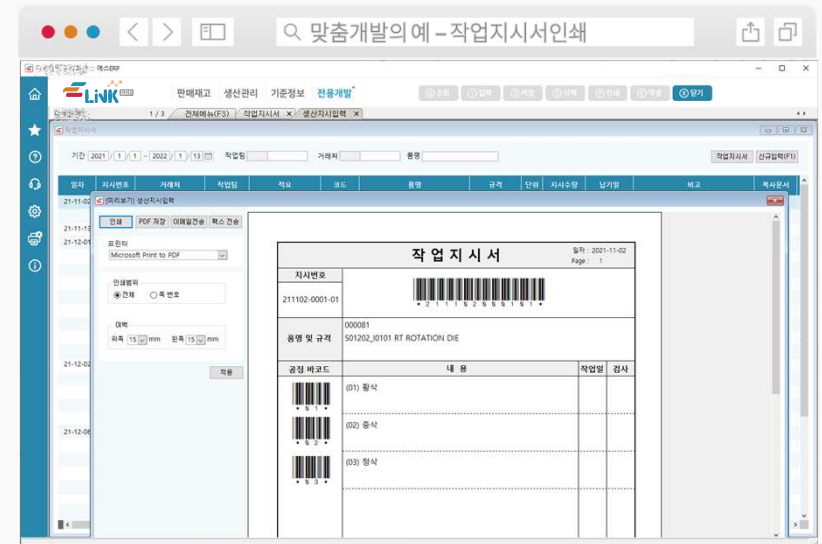 맞춤개발의 예 – 작업지시서인쇄
LiNK ERP
판매재고 생산관리 기준정보 전용개발
닫기
1 / 3 전체메뉴(F3) 작업지시서 × 생산지시입력 ×
작업지시서
기간 2021 / 1 / 1 ~ 2022 / 1 / 13 작업팀 거래처 품명 작업지시서 신규입력(F1)
일자 지시번호 거래처 작업팀 적요 코드 품명 규격 단위 지시수량 납기일 비고 복사문서
21-11-02
21-11-13
21-12-01
21-12-02
21-12-06
[미리보기] 생산지시입력
인쇄 PDF 저장 이메일전송 팩스 전송
프린터
Microsoft Print to PDF
인쇄범위
전체 쪽 번호
여백
위쪽 15 mm 왼쪽 15 mm
적용
작 업 지 시 서
일자 : 2021-11-02
Page : 1
지시번호
211102-0001-01
품명 및 규격
000081
S01202_I0101 RT ROTATION DIE
공정 바코드 내 용 작업일 검사
(01) 황삭
(02) 중삭
(03) 정삭